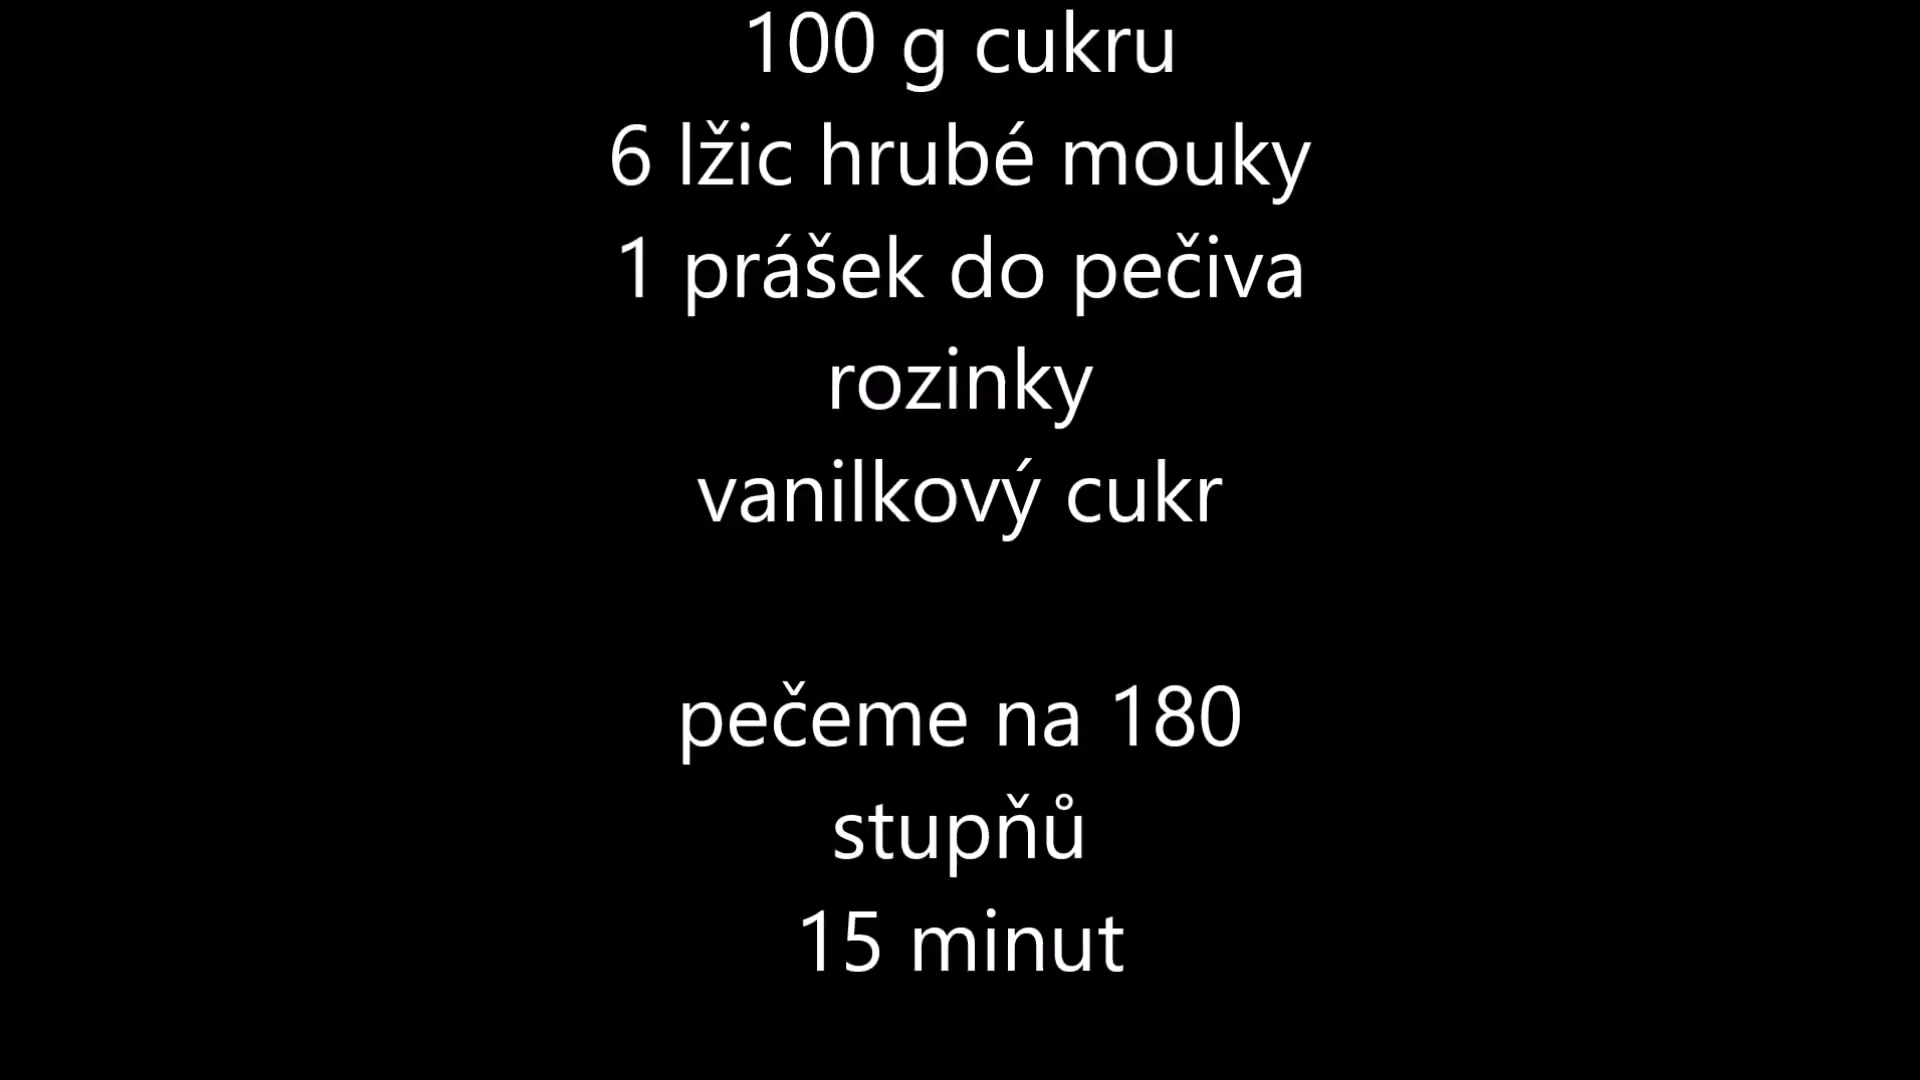 100 g cukru
6 lžic hrubé mouky
1 prášek do pečiva
rozinky
vanilkový cukr
pečeme na 180
stupňů
15 minut